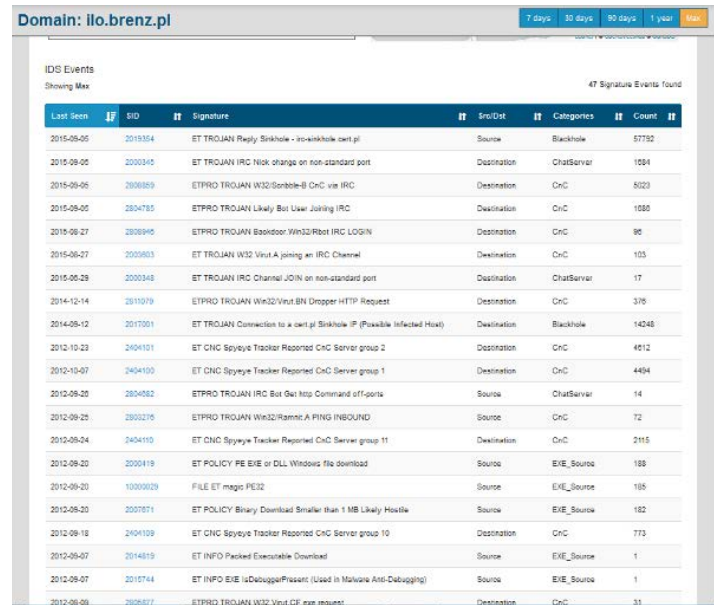 Domain: ilo.brenz.pl
7 days 30 days 90 days 1 year Max
IDS Events
Showing Max
47 Signature Events found
Last Seen SID Signature Src/Dst Categories Count
2015-09-05 2019354 ET TROJAN Reply Sinkhole - irc-sinkhole.cert.pl Source Blackhole 57792
2015-09-05 2000345 ET TROJAN IRC Nick change on non-standard port Destination ChatServer 1684
2015-09-05 ETPRO TROJAN W32/Scribble-B CnC via IRC Destination CnC 5023
2015-09-05 2804785 ETPRO TROJAN Likely Bot User Joining IRC Destination CnC 1686
2015-08-27 2808946 ETPRO TROJAN Backdoor.Win32/Rbot IRC LOGIN Destination CnC 96
2015-08-27 2003603 ET TROJAN W32 Virut.A joining an IRC Channel Destination CnC 103
2015-06-29 2000348 ET TROJAN IRC Channel JOIN on non-standard port Destination ChatServer 17
2014-12-14 2811079 ETPRO TROJAN Win32/Virut.BN Dropper HTTP Request Destination CnC 376
2014-09-12 2017001 ET TROJAN Connection to a cert.pl Sinkhole IP (Possible Infected Host) Destination Blackhole 14248
2012-10-23 2404101 ET CNC Spyeye Tracker Reported CnC Server group 2 Destination CnC 4612
2012-10-07 2404100 ET CNC Spyeye Tracker Reported CnC Server group 1 Destination CnC 4494
2012-09-26 2804682 ETPRO TROJAN IRC Bot Get http Command off-ports Source ChatServer 14
2012-09-25 2803276 ETPRO TROJAN Win32/Ramnit.A PING INBOUND Source CnC 72
2012-09-24 2404110 ET CNC Spyeye Tracker Reported CnC Server group 11 Destination CnC 2115
2012-09-20 2000419 ET POLICY PE EXE or DLL Windows file download Source EXE_Source 188
2012-09-20 10000029 FILE ET magic PE32 Source EXE_Source 185
2012-09-20 2007671 ET POLICY Binary Download Smaller than 1 MB Likely Hostile Source EXE_Source 182
2012-09-18 2404109 ET CNC Spyeye Tracker Reported CnC Server group 10 Destination CnC 773
2012-09-07 2014819 ET INFO Packed Executable Download Source EXE_Source 1
2012-09-07 2015744 ET INFO EXE IsDebuggerPresent (Used in Malware Anti-Debugging) Source EXE_Source 1
ETPRO TROJAN W32 Virut.CF exe request Destination CnC 31